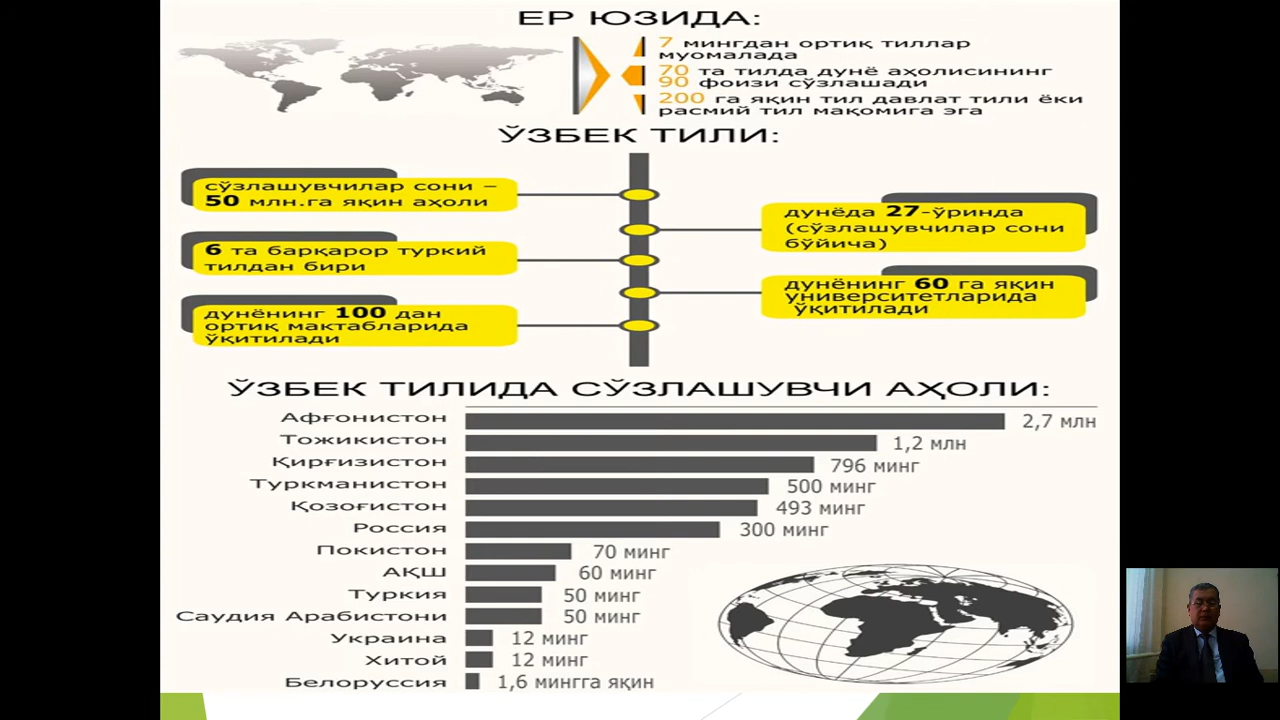 ЕР ЮЗИДА:
7 мингдан ортиқ тиллар
муомалада
70 та тилда дунё аҳолисининг
90 фоизи сўзлашади
200 га яқин тил давлат тили ёки
расмий тил мақомига эга
ЎЗБЕК ТИЛИ:
сўзлашувчилар сони –
50 млн.га яқин аҳоли
дунёда 27-ўринда
(сўзлашувчилар сони
бўйича)
6 та барқарор туркий
тилдан бири
дунёнинг 60 га яқин
университетларида
ўқитилади
дунёнинг 100 дан
ортиқ мактабларида
ўқитилади
ЎЗБЕК ТИЛИДА СЎЗЛАШУВЧИ АҲОЛИ:
Афғонистон 2,7 млн
Тожикистон 1,2 млн
Қирғизистон 796 минг
Туркманистон 500 минг
Қозоғистон 493 минг
Россия 300 минг
Покистон 70 минг
АҚШ 60 минг
Туркия 50 минг
Саудия Арабистони 50 минг
Украина 12 минг
Хитой 12 минг
Белоруссия 1,6 мингга яқин